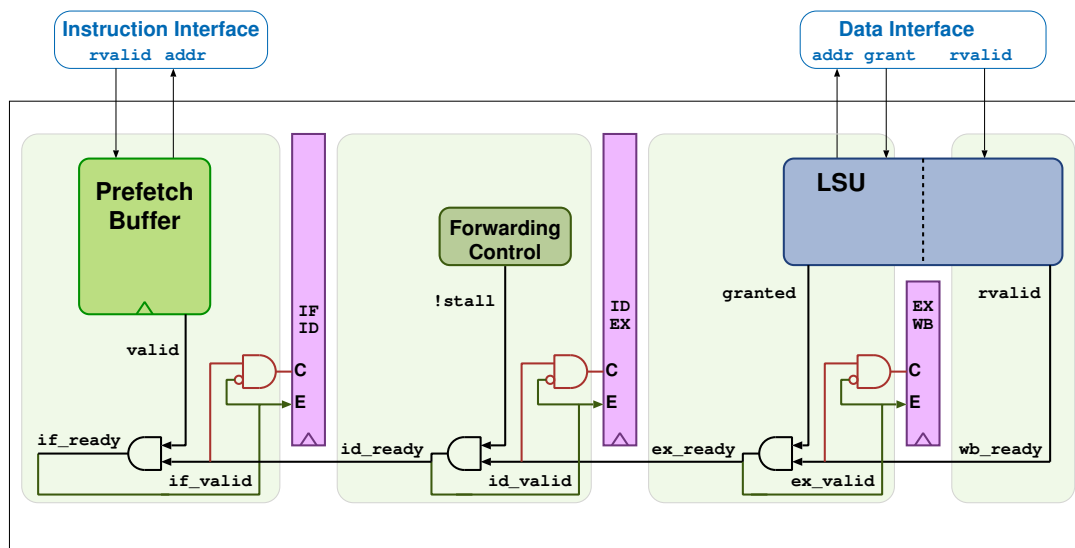 Instruction Interface
rvalid addr
Data Interface
addr grant rvalid
Prefetch
Buffer
LSU
Forwarding
Control
IF
ID
ID
EX
EX
WB
!stall
granted
rvalid
valid
C
C
C
E
E
E
if_ready
id_ready
ex_ready
wb_ready
if_valid
id_valid
ex_valid